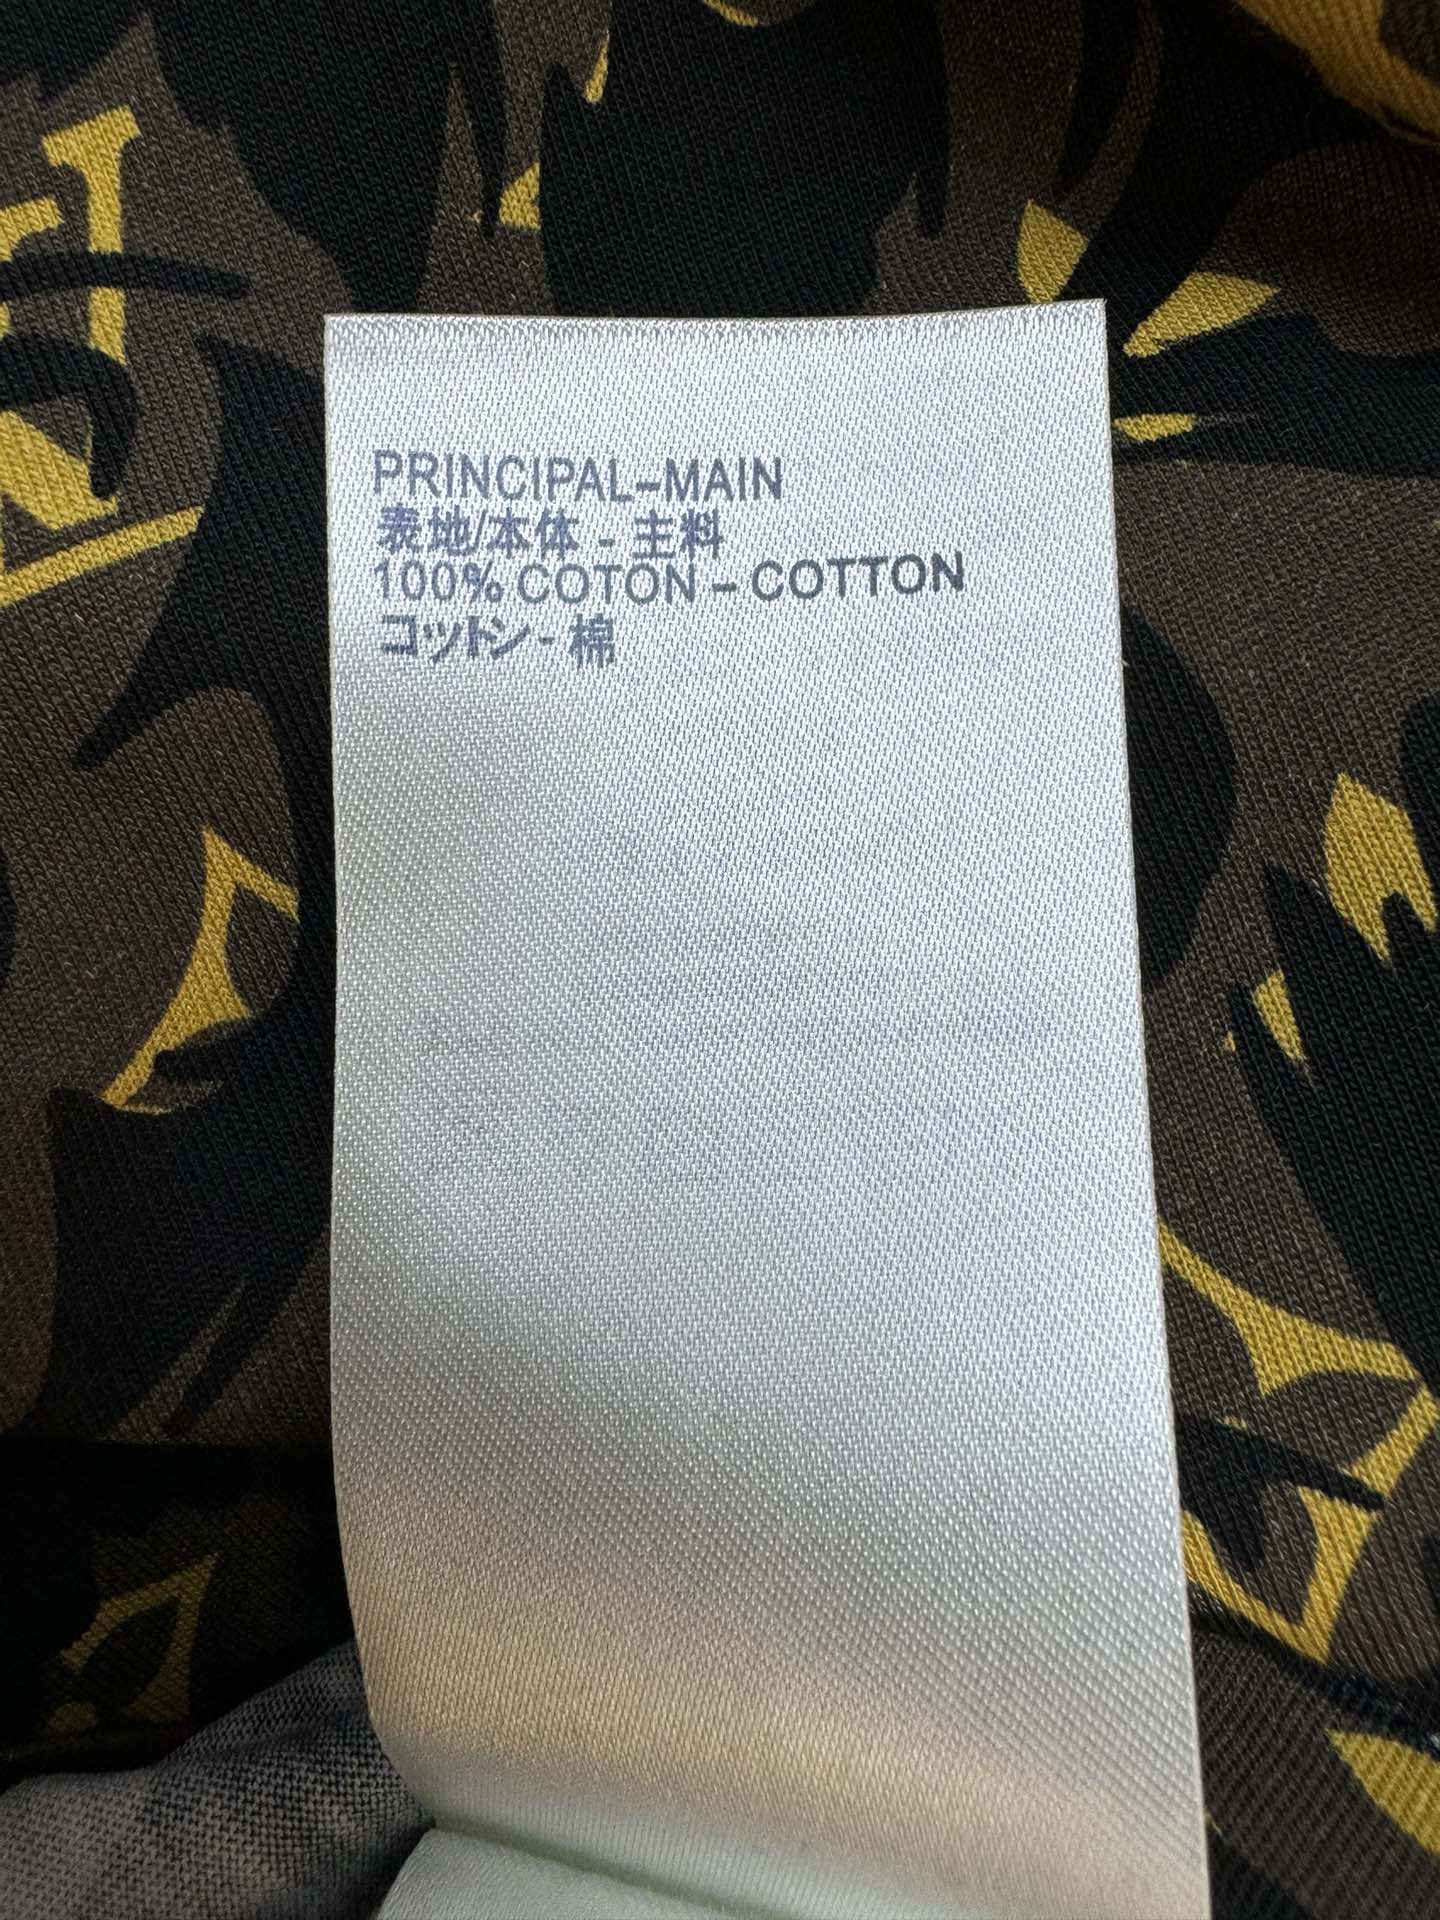 PRINCIPAL-MAIN
表地/本体 - 主料
100% COTON - COTTON
コットン - 棉